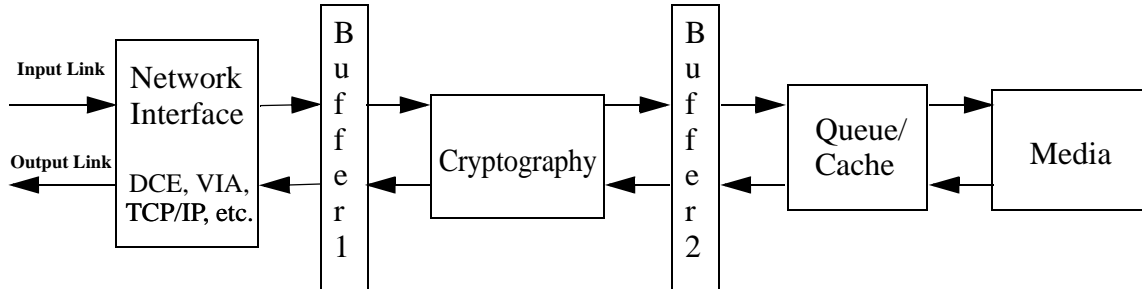 Input Link
Output Link
Network
Interface
DCE, VIA,
TCP/IP, etc.
B
u
f
f
e
r
1
Cryptography
B
u
f
f
e
r
2
Queue/
Cache
Media